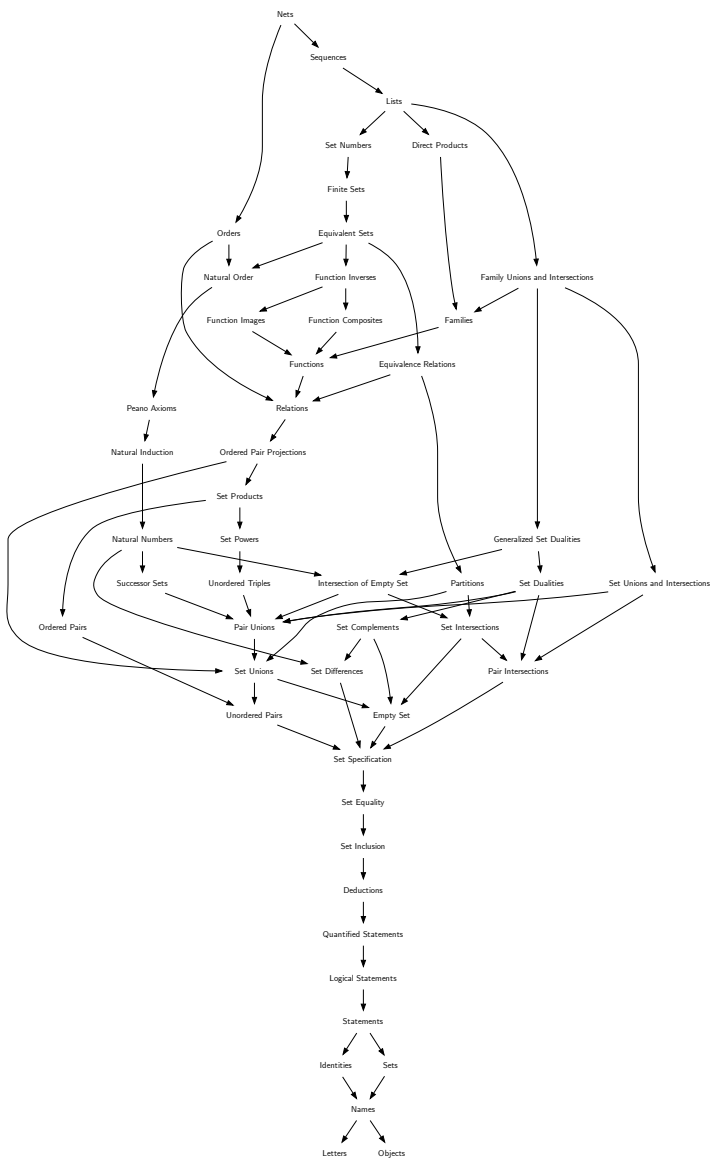 Nets
Sequences
Lists
Set Numbers
Direct Products
Finite Sets
Orders
Equivalent Sets
Natural Order
Function Inverses
Family Unions and Intersections
Function Images
Function Composites
Families
Functions
Equivalence Relations
Peano Axioms
Relations
Natural Induction
Ordered Pair Projections
Set Products
Natural Numbers
Set Powers
Generalized Set Dualities
Successor Sets
Unordered Triples
Intersection of Empty Set
Partitions
Set Dualities
Set Unions and Intersections
Ordered Pairs
Pair Unions
Set Complements
Set Intersections
Set Unions
Set Differences
Pair Intersections
Unordered Pairs
Empty Set
Set Specification
Set Equality
Set Inclusion
Deductions
Quantified Statements
Logical Statements
Statements
Identities
Sets
Names
Letters
Objects